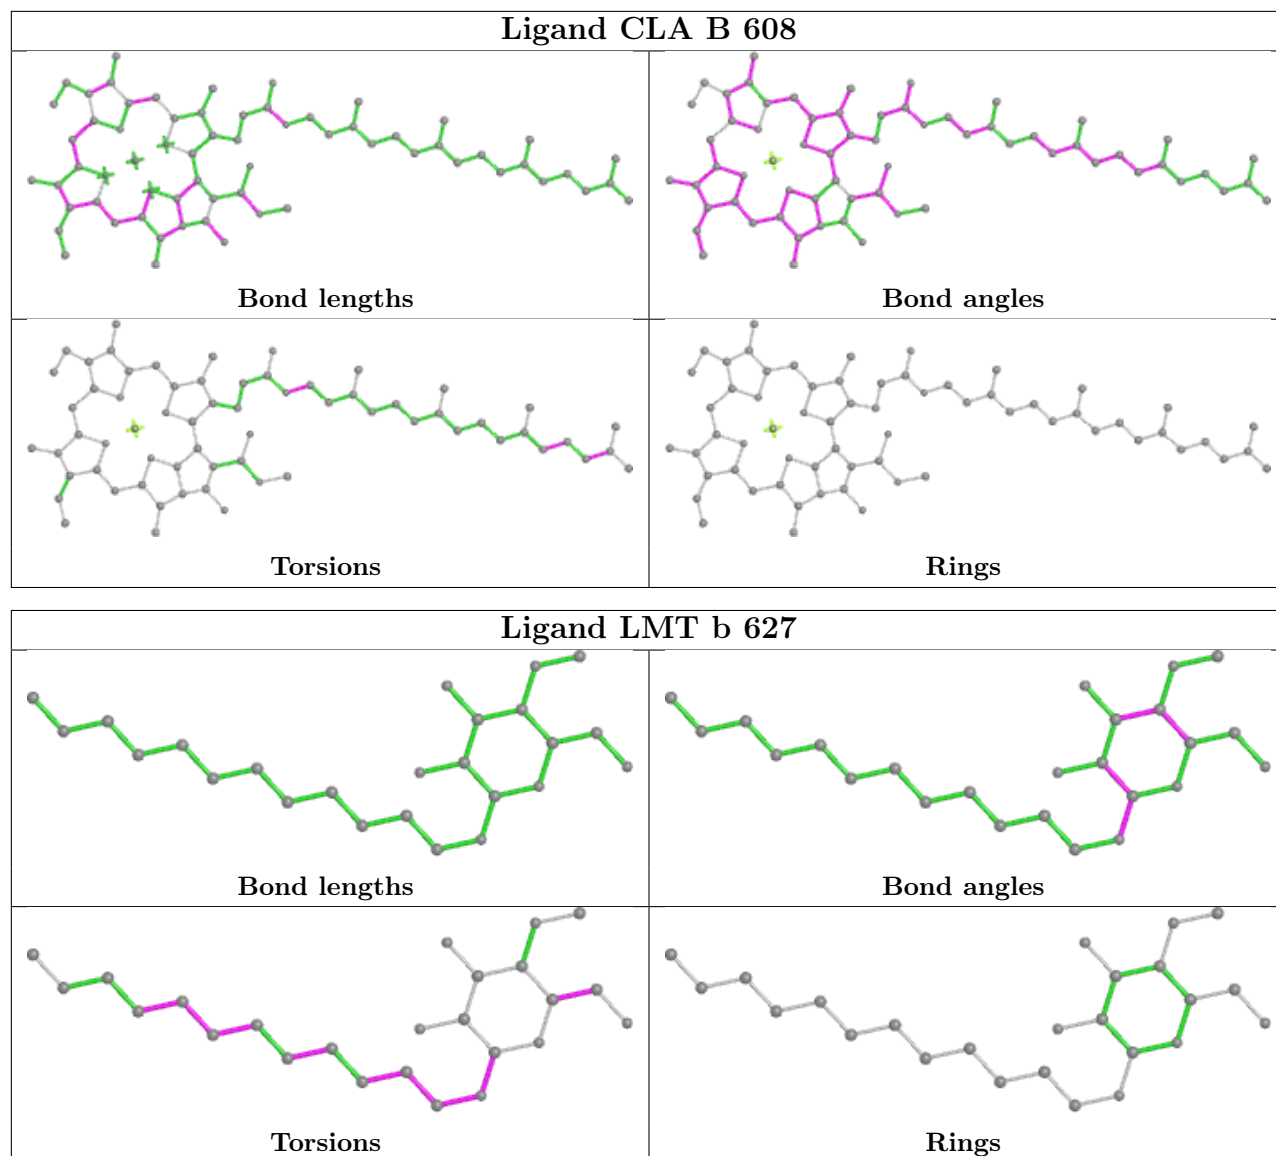 Ligand CLA B 608
Bond lengths
Bond angles
Torsions
Rings
Ligand LMT b 627
Bond lengths
Bond angles
Torsions
Rings